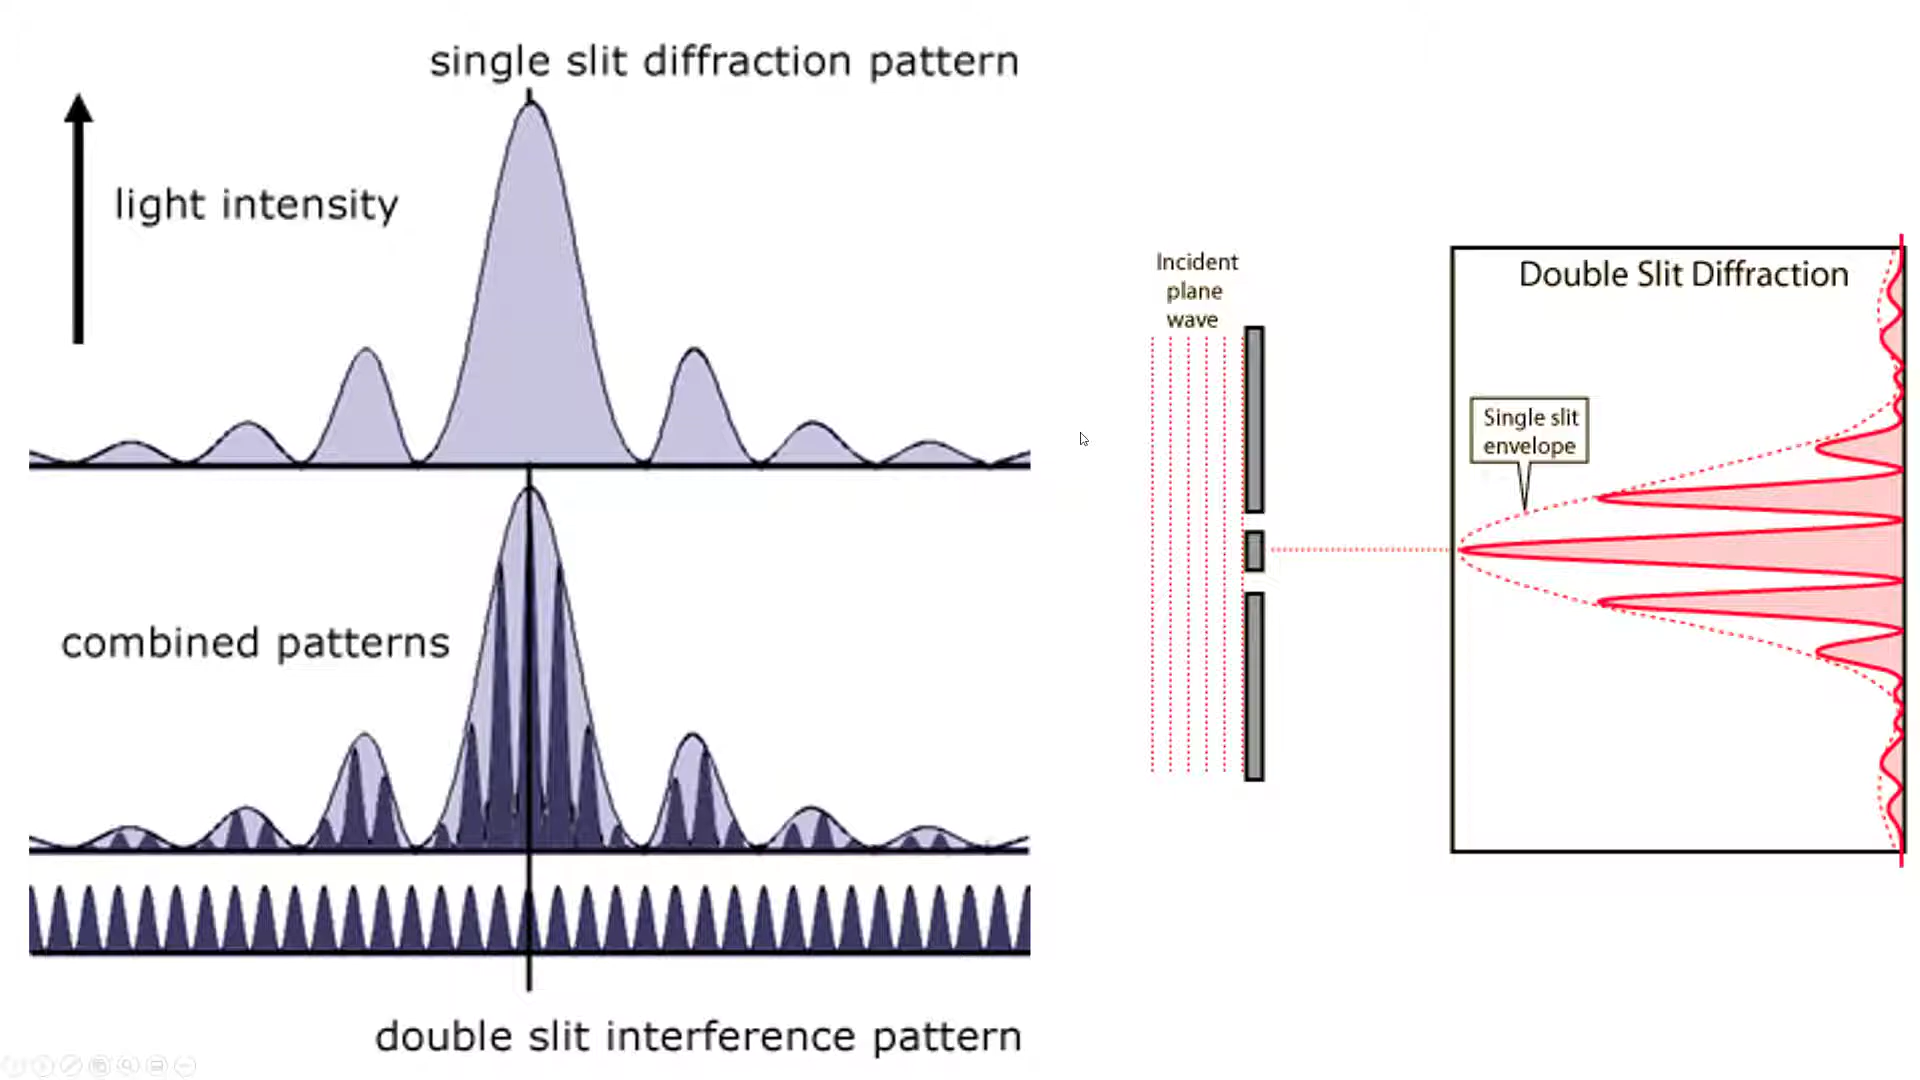 single slit diffraction pattern
light intensity
combined patterns
double slit interference pattern
Incident
plane
wave
Double Slit Diffraction
Single slit
envelope